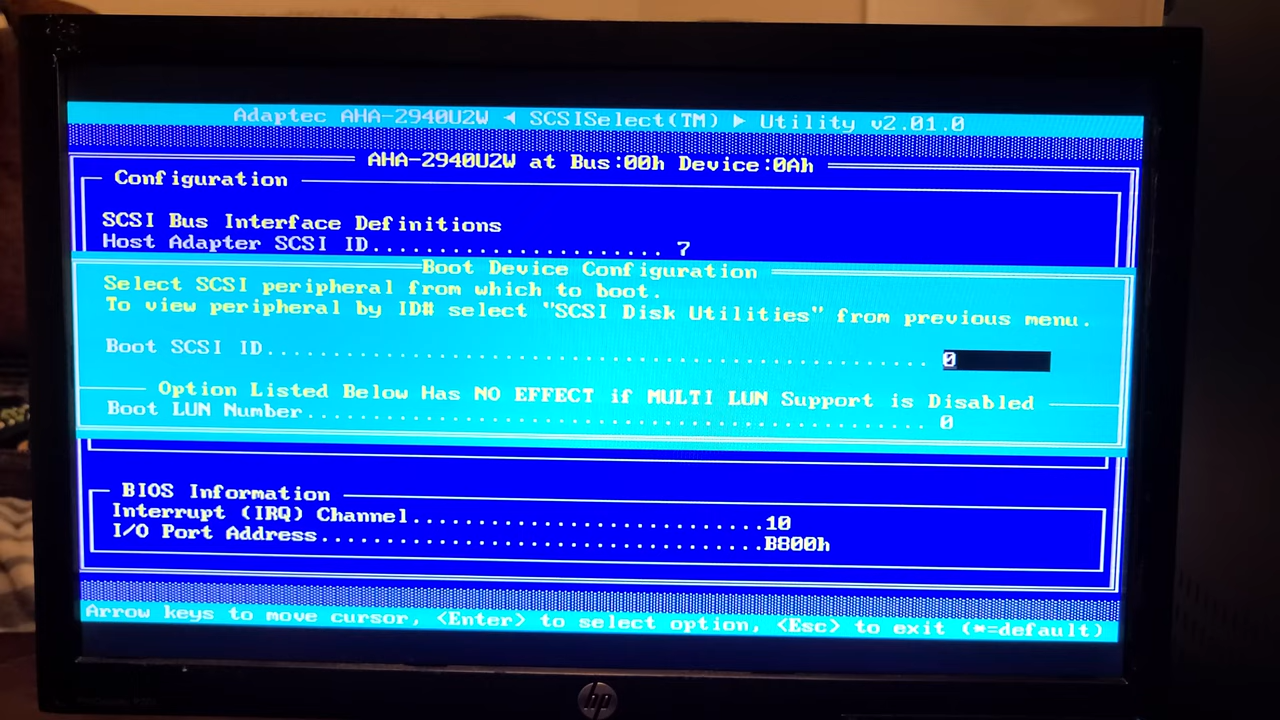 Adaptec AHA-2940U2W ◄ SCSISelect(TM) ► Utility v2.01.0
AHA-2940U2W at Bus:00h Device:0Ah
Configuration
SCSI Bus Interface Definitions
Host Adapter SCSI ID....................... 7
Boot Device Configuration
Select SCSI peripheral from which to boot.
To view peripheral by ID# select "SCSI Disk Utilities" from previous menu.
Boot SCSI ID................................................... 0
Option Listed Below Has NO EFFECT if MULTI LUN Support is Disabled
Boot LUN Number............................................... 0
BIOS Information
Interrupt (IRQ) Channel...........................10
I/O Port Address..................................B800h
Arrow keys to move cursor, <Enter> to select option, <Esc> to exit (*=default)
hp